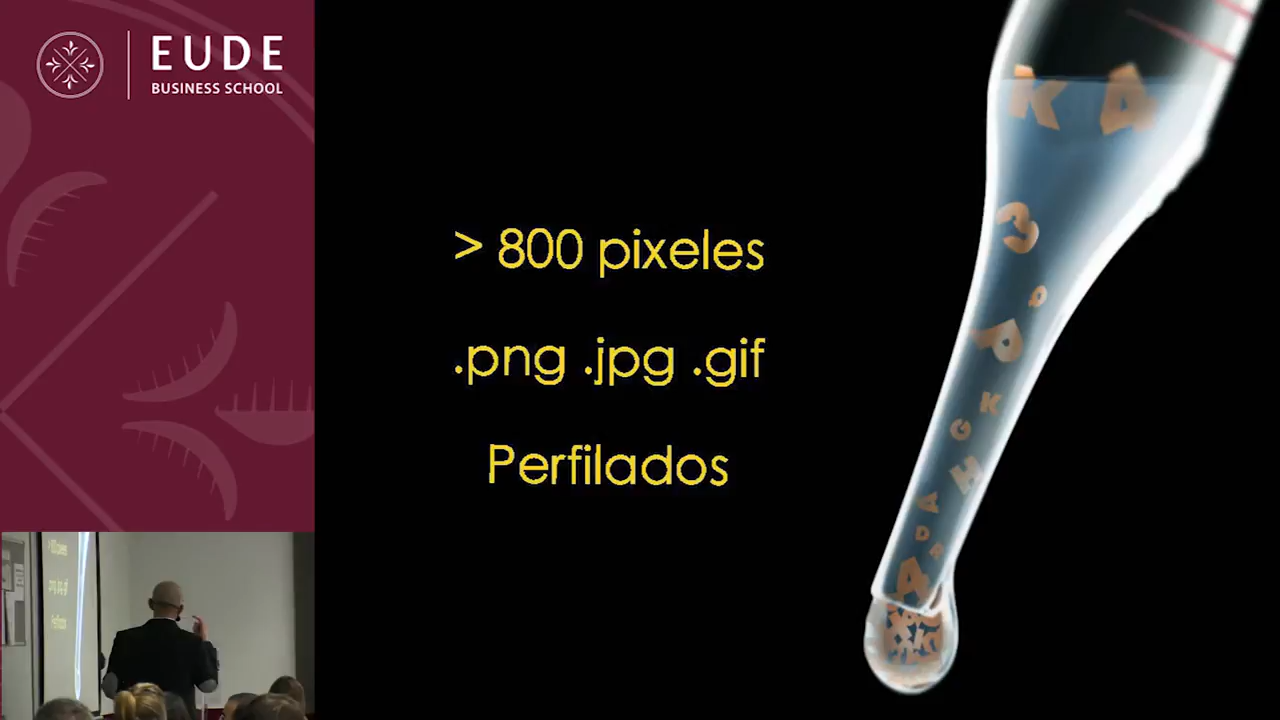 EUDE
BUSINESS SCHOOL
> 800 pixeles
.png .jpg .gif
Perfilados
K A
P
K
G
H
A
D R
A